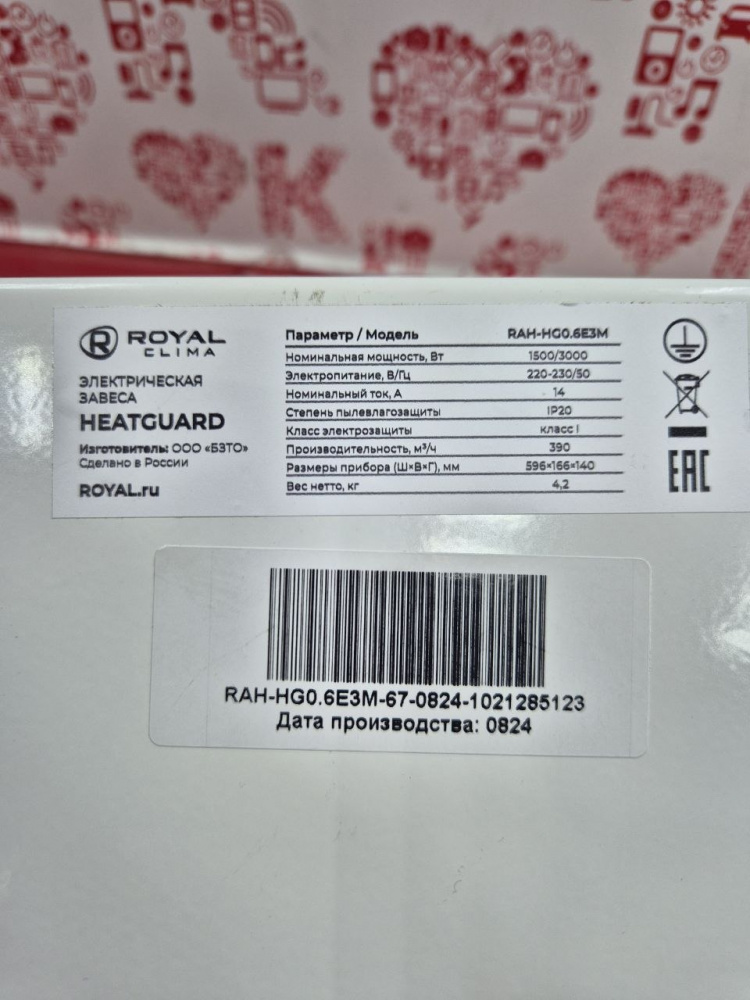 ROYAL
CLIMA
ЭЛЕКТРИЧЕСКАЯ
ЗАВЕСА
HEATGUARD
Изготовитель: ООО «БЗТО»
Сделано в России
ROYAL.ru
Параметр / Модель RAH-HG0.6E3M
Номинальная мощность, Вт 1500/3000
Электропитание, В/Гц 220-230/50
Номинальный ток, А 14
Степень пылевлагозащиты IP20
Класс электрозащиты класс I
Производительность, м³/ч 390
Размеры прибора (Ш×В×Г), мм 596×166×140
Вес нетто, кг 4,2
EAC
RAH-HG0.6E3M-67-0824-1021285123
Дата производства: 0824